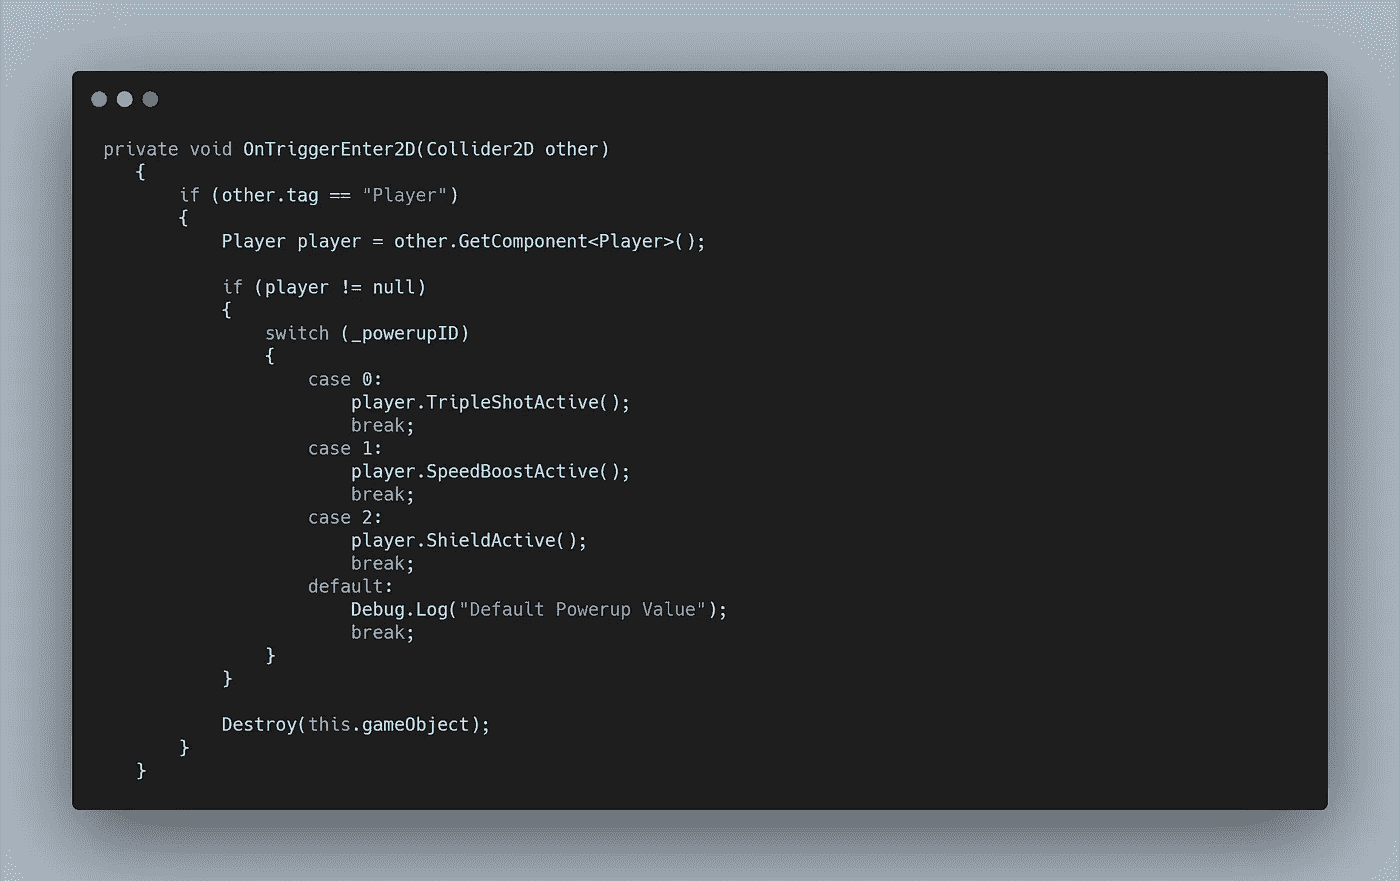 private void OnTriggerEnter2D(Collider2D other)
   {
       if (other.tag == "Player")
       {
           Player player = other.GetComponent<Player>();

           if (player != null)
           {
               switch (_powerupID)
               {
                   case 0:
                       player.TripleShotActive();
                       break;
                   case 1:
                       player.SpeedBoostActive();
                       break;
                   case 2:
                       player.ShieldActive();
                       break;
                   default:
                       Debug.Log("Default Powerup Value");
                       break;
               }
           }

           Destroy(this.gameObject);
       }
   }